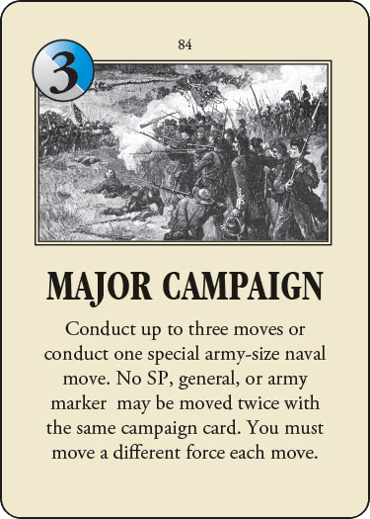 84
3
MAJOR CAMPAIGN
Conduct up to three moves or
conduct one special army-size naval
move. No SP, general, or army
marker may be moved twice with
the same campaign card. You must
move a different force each move.